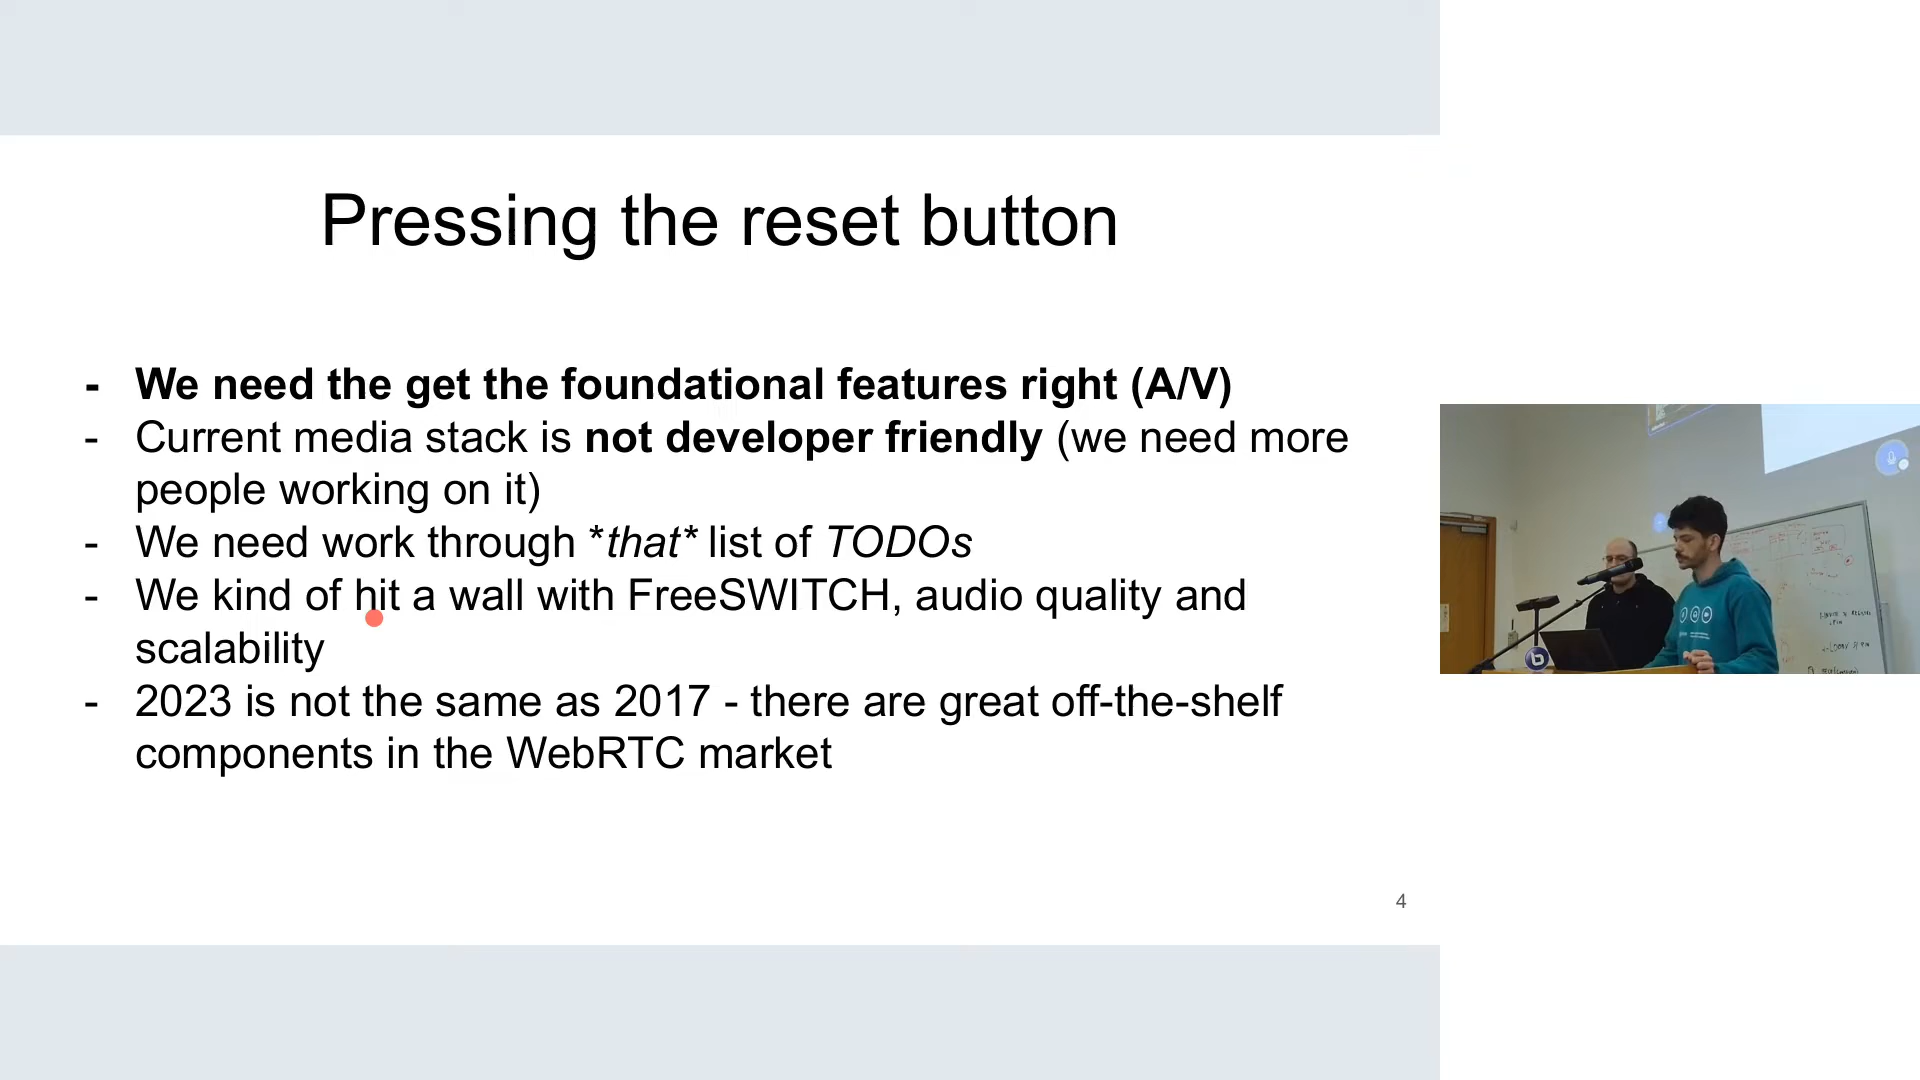 Pressing the reset button
- We need the get the foundational features right (A/V)
- Current media stack is not developer friendly (we need more
people working on it)
- We need work through *that* list of TODOs
- We kind of hit a wall with FreeSWITCH, audio quality and
scalability
- 2023 is not the same as 2017 - there are great off-the-shelf
components in the WebRTC market
4